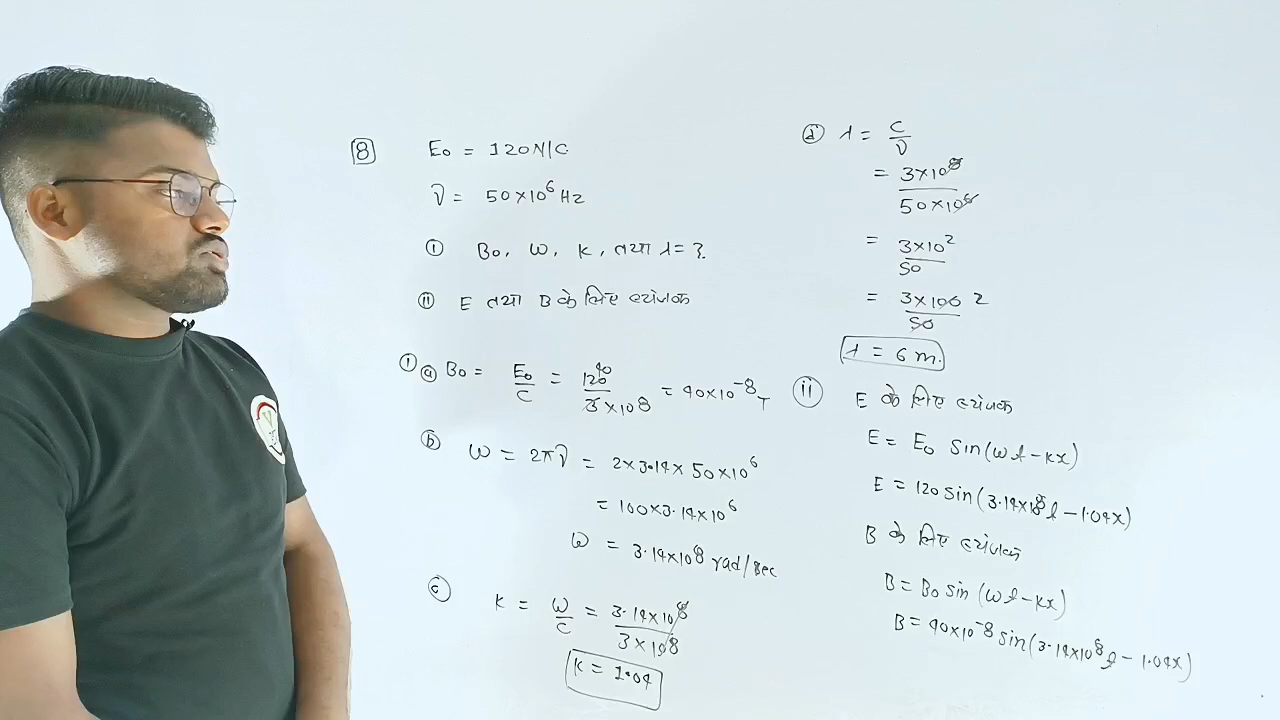 8 E₀ = 120 N/C
ν = 50×10⁶ Hz
(i) B₀, ω, K, तथा λ = ?
(ii) E तथा B के लिए व्यंजक
(i) (a) B₀ = E₀/C = 120/3×10⁸ = 40×10⁻⁸ T
40
(b) ω = 2πν = 2×3.14×50×10⁶
= 100×3.14×10⁶
ω = 3.14×10⁸ rad/sec
(c) K = ω/C = 3.14×10⁸/3×10⁸
K = 1.04
(d) λ = C/ν
= 3×10⁸/50×10⁶
= 3×10²/50
= 3×100/50 2
λ = 6 m.
(ii) E के लिए व्यंजक
E = E₀ sin(ωt-kx)
E = 120 sin(3.14×10⁸t - 1.04x)
B के लिए व्यंजक
B = B₀ sin(ωt-kx)
B = 40×10⁻⁸ sin(3.14×10⁸t - 1.04x)